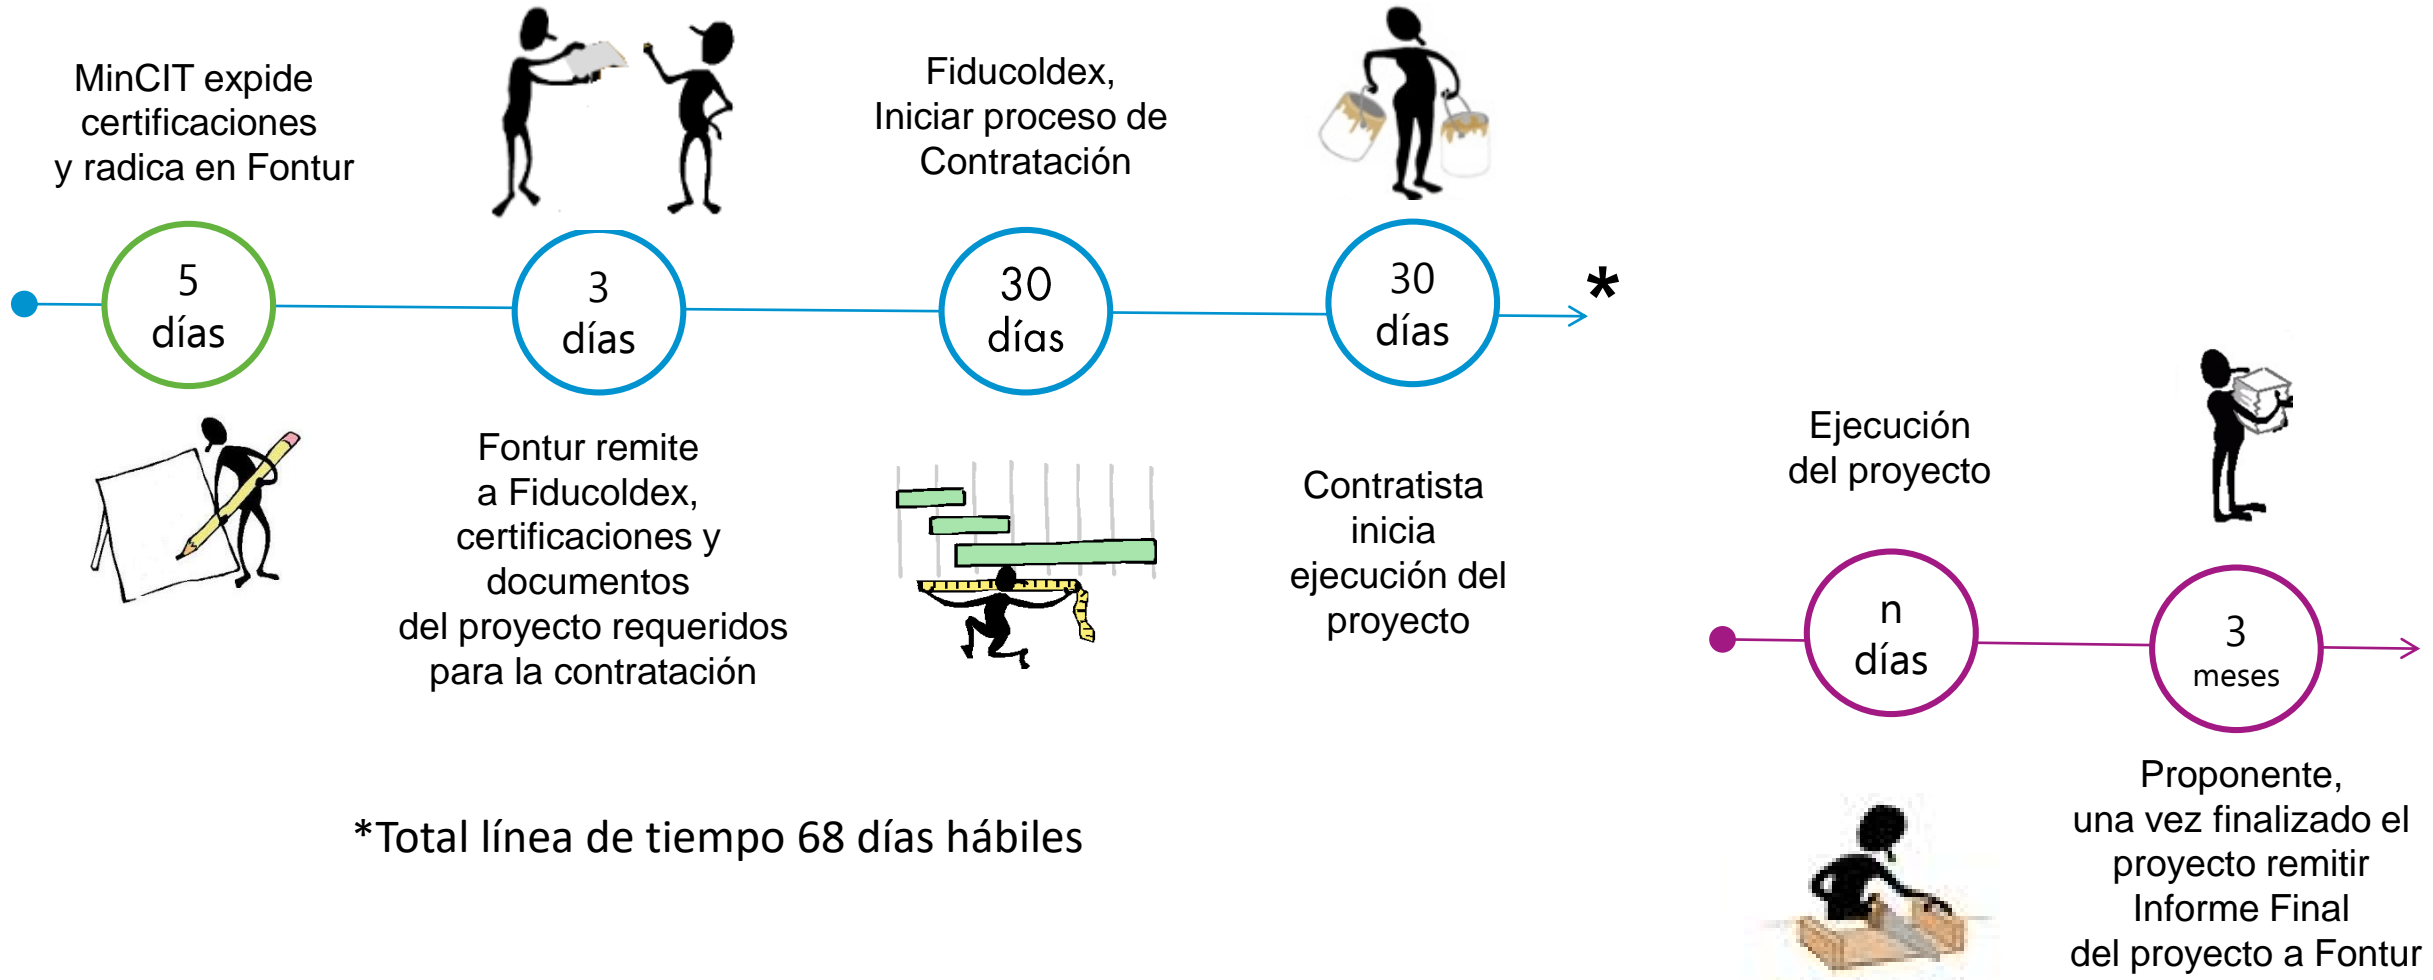 MinCIT expide
certificaciones
y radica en Fontur
5
días
3
días
Fontur remite
a Fiducoldex,
certificaciones y
documentos
del proyecto requeridos
para la contratación
Fiducoldex,
Iniciar proceso de
Contratación
30
días
30
días
*
Contratista
inicia
ejecución del
proyecto
Ejecución
del proyecto
n
días
3
meses
Proponente,
una vez finalizado el
proyecto remitir
Informe Final
del proyecto a Fontur
*Total línea de tiempo 68 días hábiles